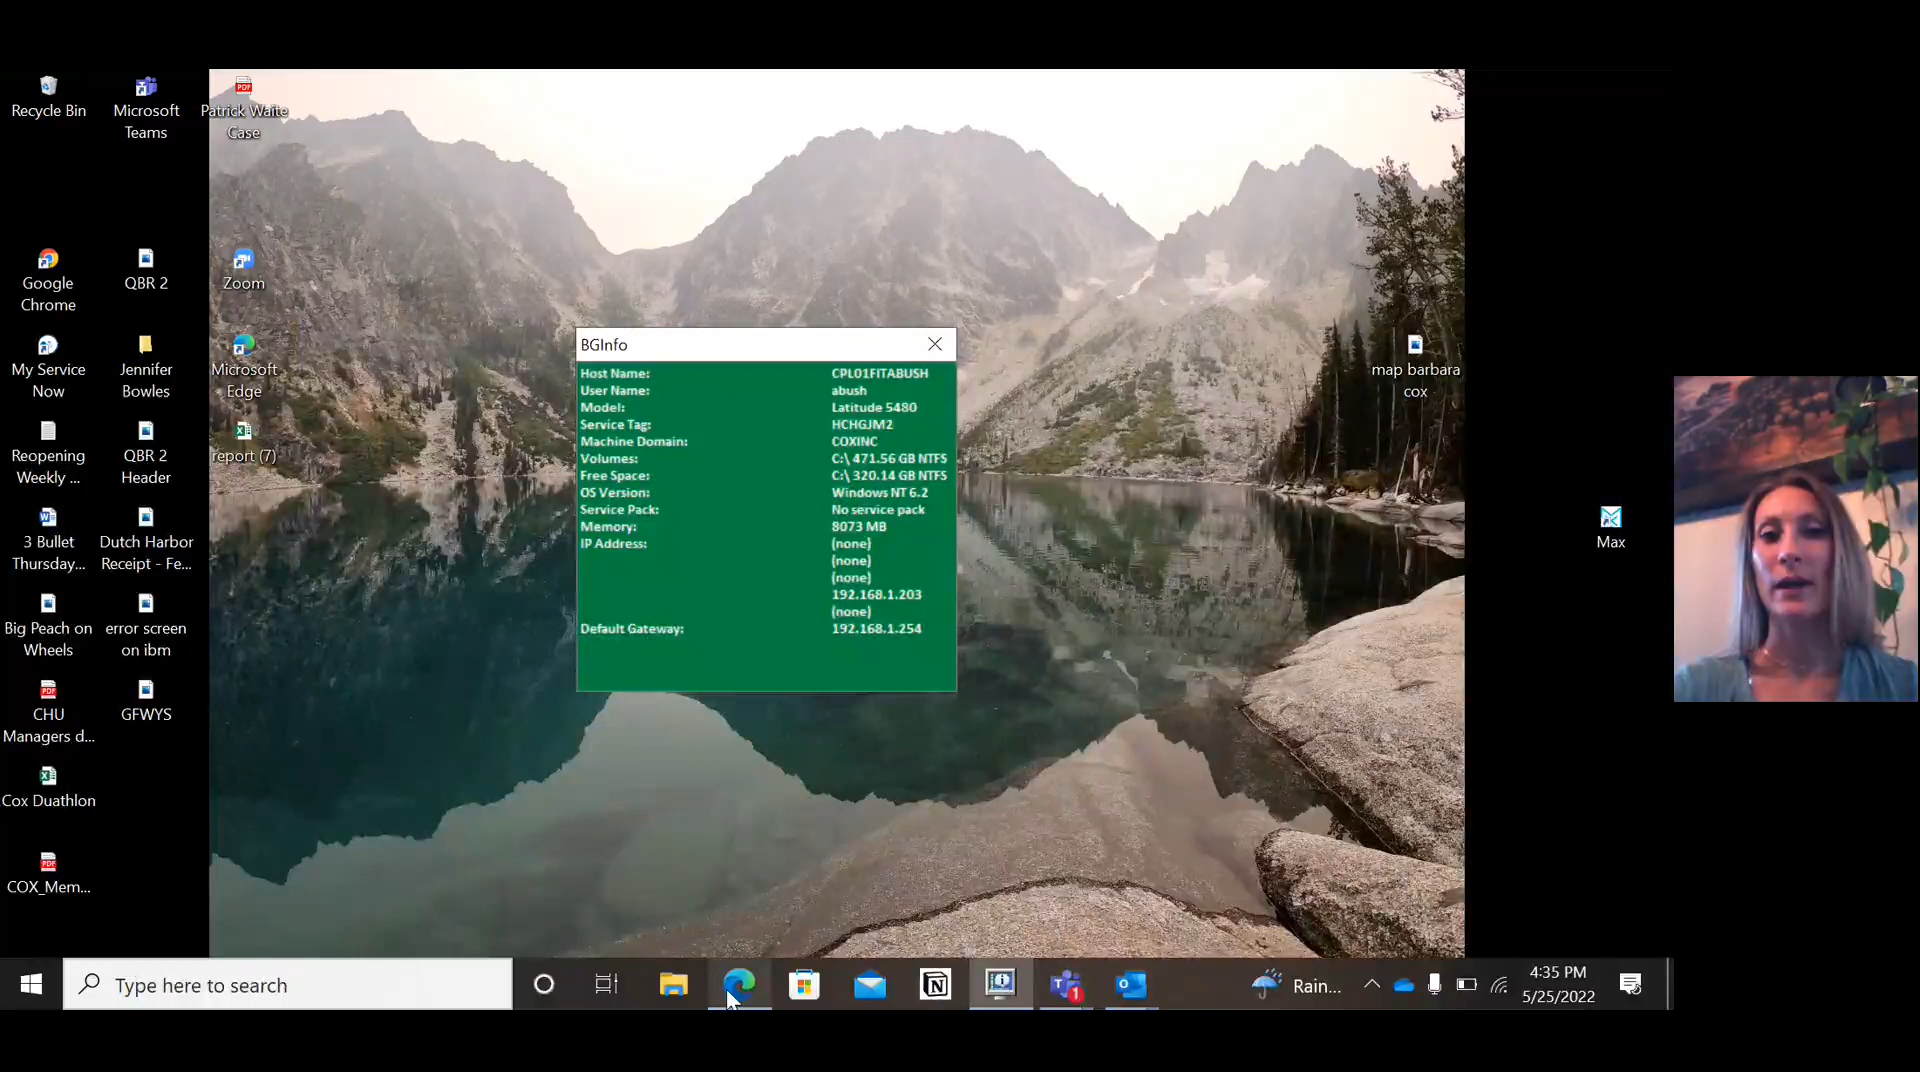 Recycle Bin
Microsoft
Teams
Patrick Waite
Case
Google
Chrome
QBR 2
Zoom
My Service
Now
Jennifer
Bowles
Microsoft
Edge
Reopening
Weekly ...
QBR 2
Header
report (7)
3 Bullet
Thursday...
Dutch Harbor
Receipt - Fe...
Big Peach on
Wheels
error screen
on ibm
CHU
Managers d...
GFWYS
Cox Duathlon
COX_Mem...
BGInfo
Host Name: CPL01FITABUSH
User Name: abush
Model: Latitude 5480
Service Tag: HCHGJM2
Machine Domain: COXINC
Volumes: C:\ 471.56 GB NTFS
Free Space: C:\ 320.14 GB NTFS
OS Version: Windows NT 6.2
Service Pack: No service pack
Memory: 8073 MB
IP Address: (none)
(none)
(none)
192.168.1.203
(none)
Default Gateway: 192.168.1.254
map barbara
cox
Max
Type here to search
1
Rain...
4:35 PM
5/25/2022